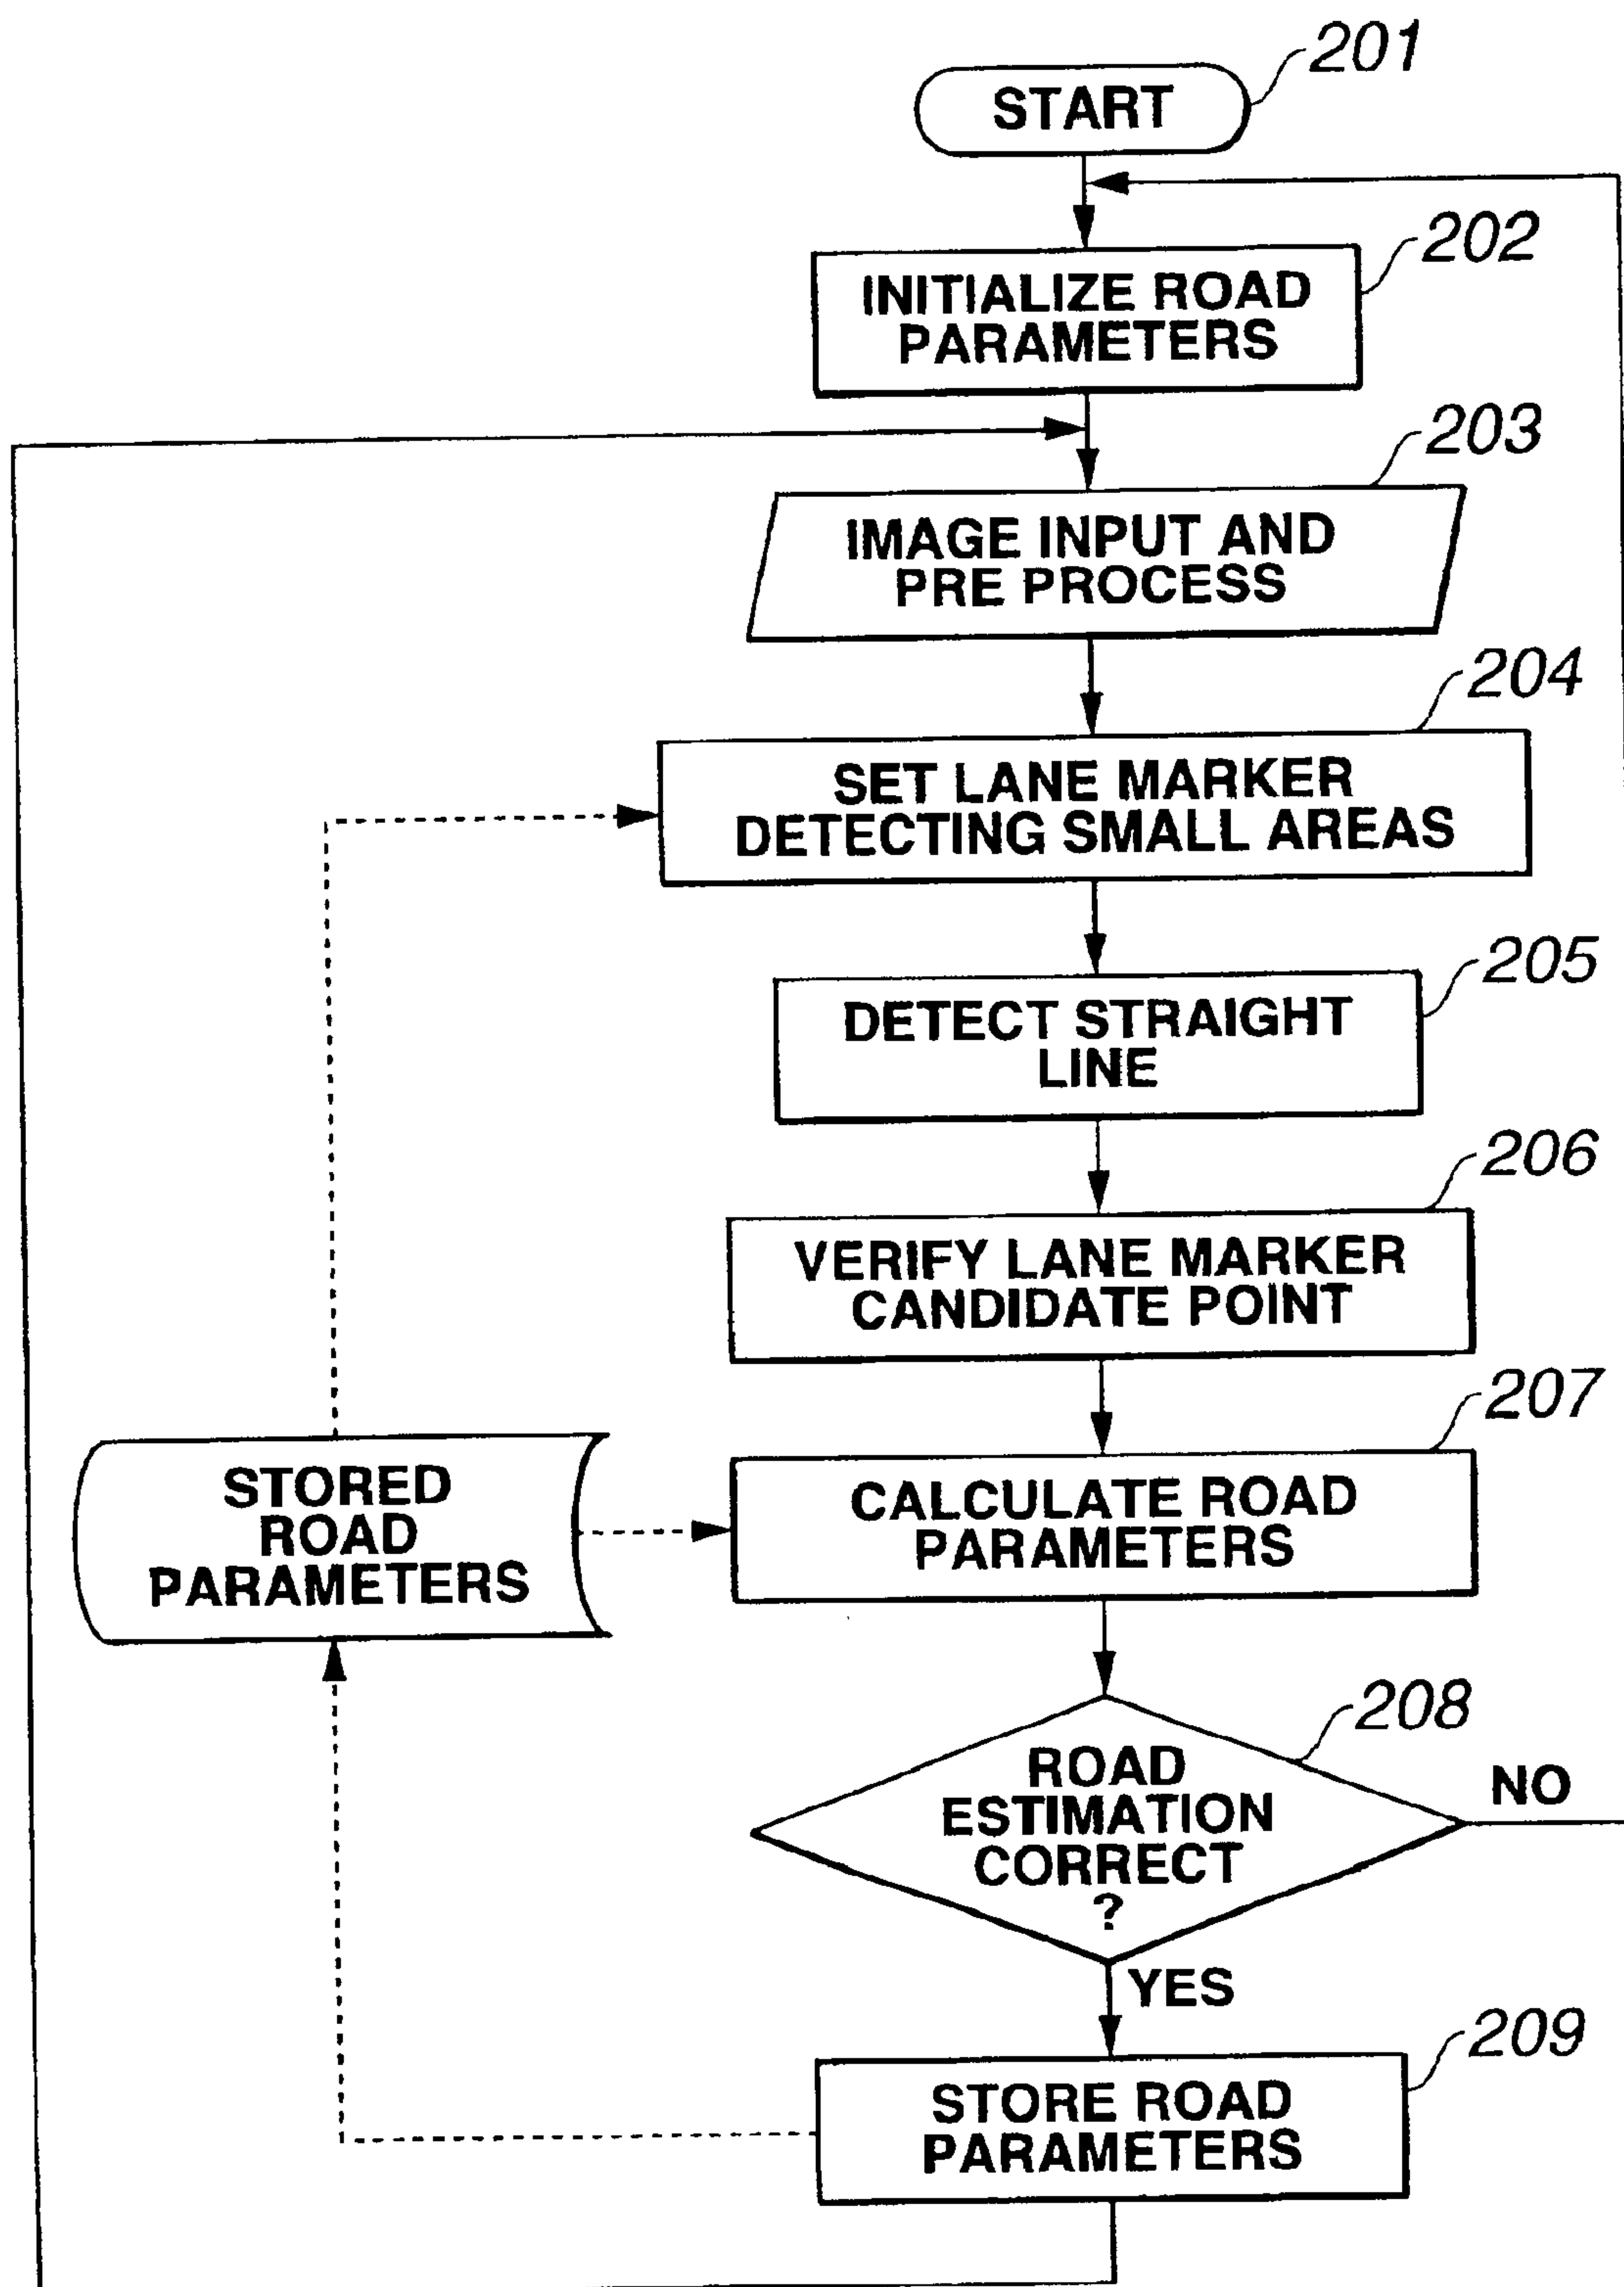 201
START
202
INITIALIZE ROAD
PARAMETERS
203
IMAGE INPUT AND
PRE PROCESS
204
SET LANE MARKER
DETECTING SMALL AREAS
205
DETECT STRAIGHT
LINE
206
VERIFY LANE MARKER
CANDIDATE POINT
207
STORED
ROAD
PARAMETERS
CALCULATE ROAD
PARAMETERS
208
ROAD
ESTIMATION
CORRECT
?
NO
YES
209
STORE ROAD
PARAMETERS